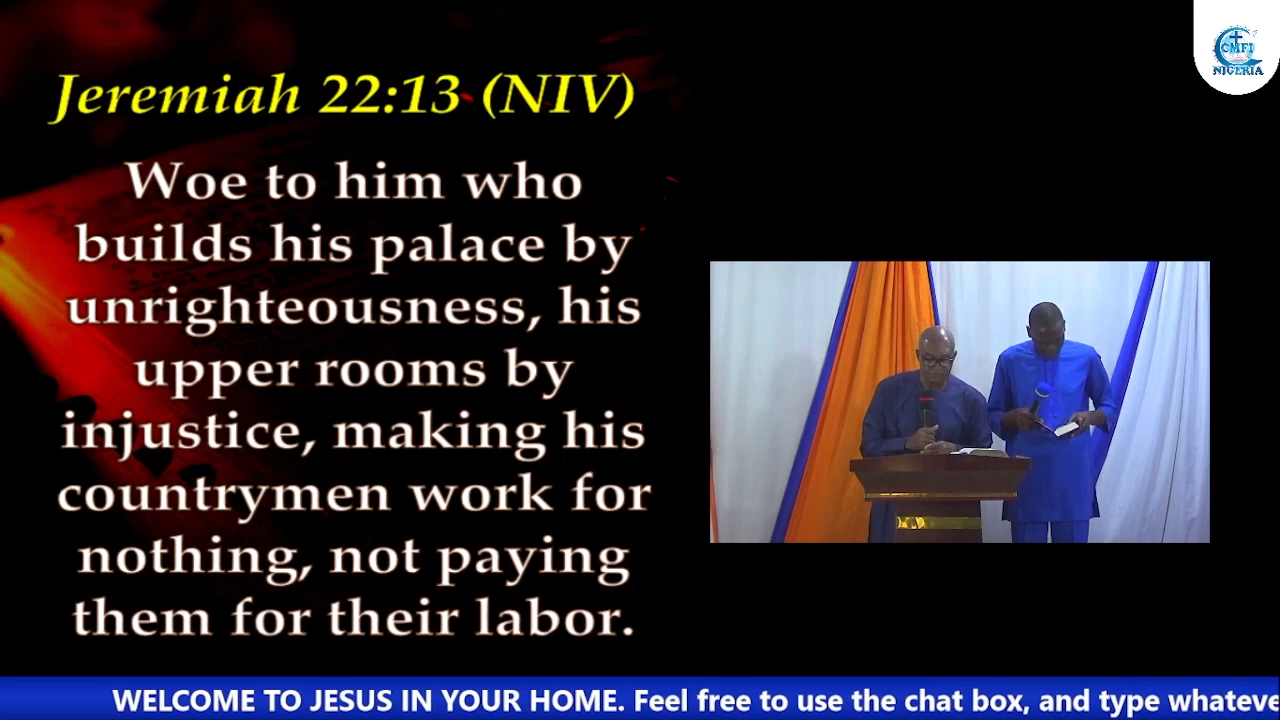 Jeremiah 22:13 (NIV)
Woe to him who
builds his palace by
unrighteousness, his
upper rooms by
injustice, making his
countrymen work for
nothing, not paying
them for their labor.
CMFI
NIGERIA
WELCOME TO JESUS IN YOUR HOME. Feel free to use the chat box, and type whateve